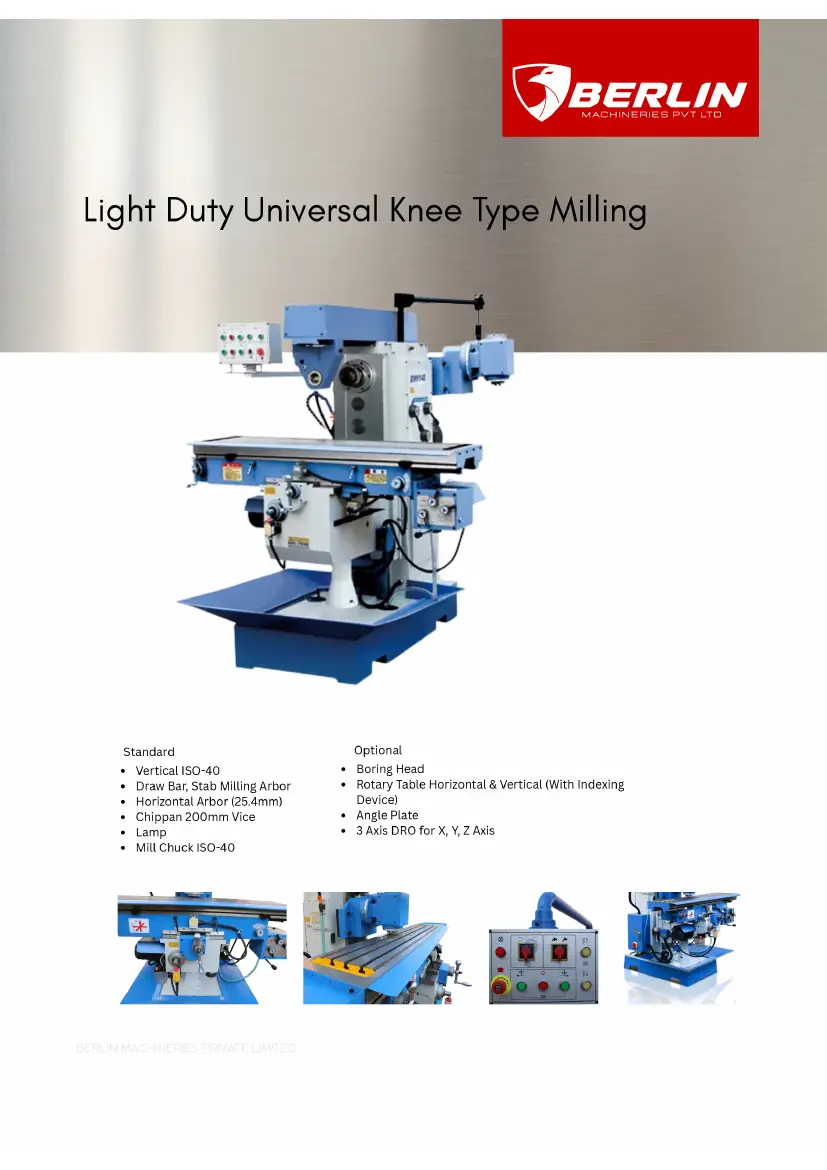 BERLIN
MACHINERIES PVT LTD
Light Duty Universal Knee Type Milling
Standard
• Vertical ISO-40
• Draw Bar, Stab Milling Arbor
• Horizontal Arbor (25.4mm)
• Chippan 200mm Vice
• Lamp
• Mill Chuck ISO-40
Optional
• Boring Head
• Rotary Table Horizontal & Vertical (With Indexing
Device)
• Angle Plate
• 3 Axis DRO for X, Y, Z Axis
BERLIN MACHIINERIES PRIVATE LIMITED